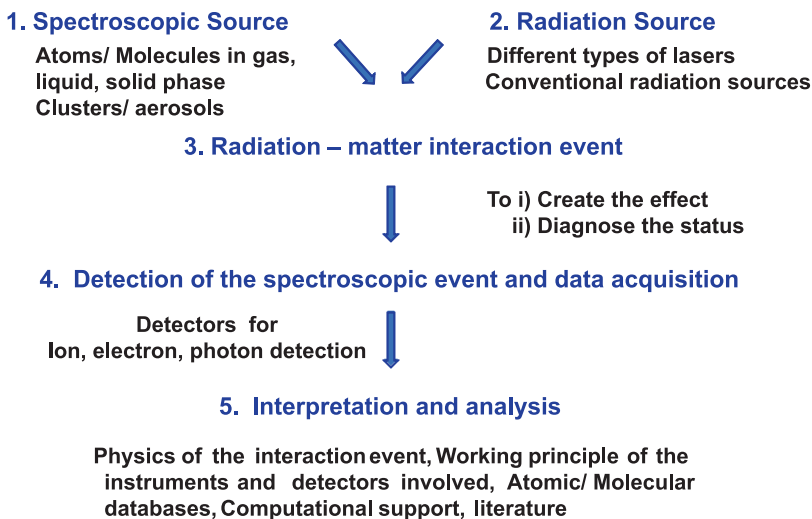 1. Spectroscopic Source
Atoms/ Molecules in gas,
liquid, solid phase
Clusters/ aerosols
2. Radiation Source
Different types of lasers
Conventional radiation sources
3. Radiation – matter interaction event
To i) Create the effect
ii) Diagnose the status
4. Detection of the spectroscopic event and data acquisition
Detectors for
Ion, electron, photon detection
5. Interpretation and analysis
Physics of the interaction event, Working principle of the
instruments and detectors involved, Atomic/ Molecular
databases, Computational support, literature